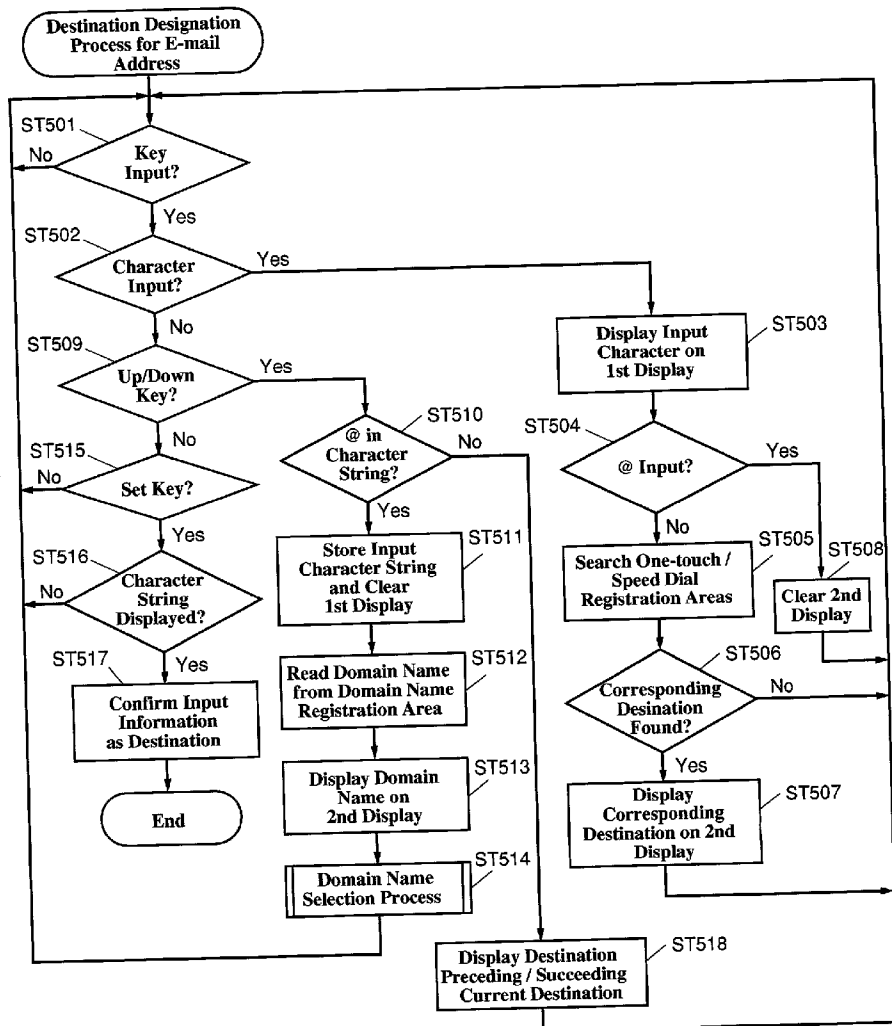 Destination Designation
Process for E-mail
Address
ST501
No
Key
Input?
Yes
ST502
Character
Input?
Yes
No
ST503
Display Input
Character on
1st Display
ST509
Up/Down
Key?
Yes
No
ST510
@ in
Character
String?
No
Yes
ST504
@ Input?
Yes
No
ST515
No
Set Key?
Yes
ST511
Store Input
Character String
and Clear
1st Display
ST505
Search One-touch /
Speed Dial
Registration Areas
ST508
Clear 2nd
Display
ST516
No
Character
String
Displayed?
Yes
ST512
Read Domain Name
from Domain Name
Registration Area
ST506
Corresponding
Desination
Found?
No
Yes
ST517
Confirm Input
Information
as Destination
ST513
Display Domain
Name on
2nd Display
ST507
Display
Corresponding
Destination on 2nd
Display
End
ST514
Domain Name
Selection Process
ST518
Display Destination
Preceding / Succeeding
Current Destination